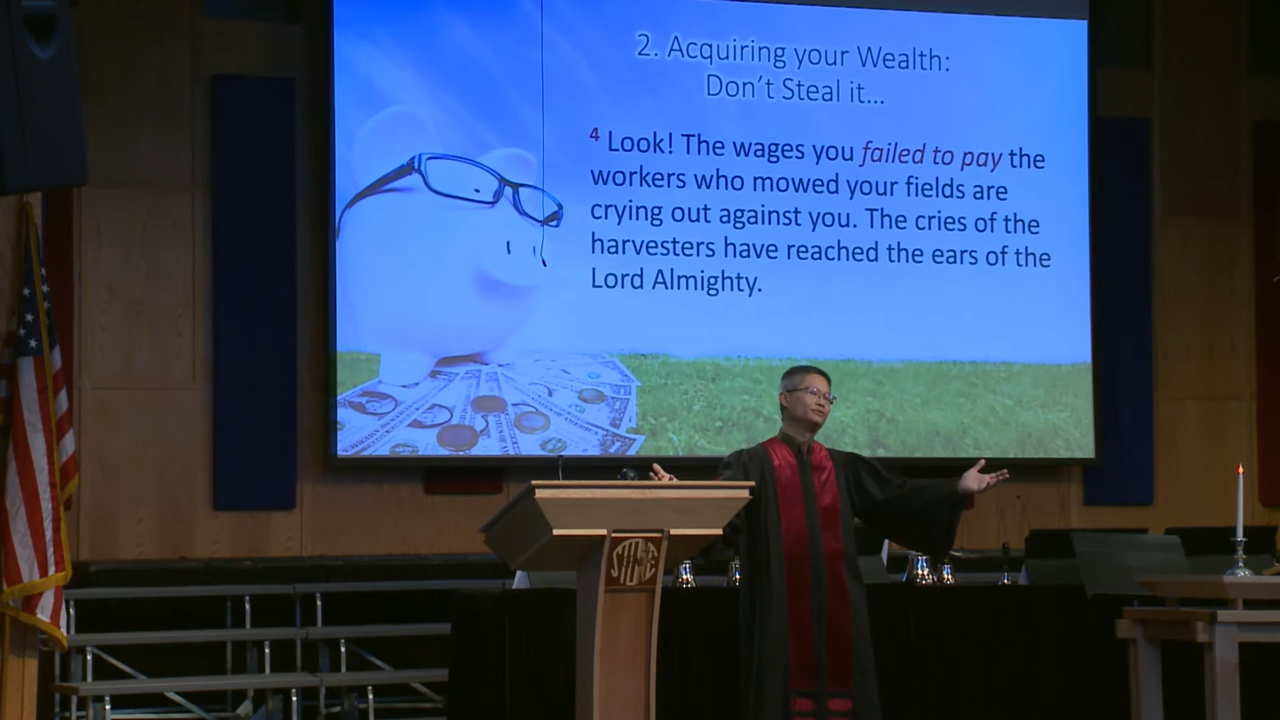 2. Acquiring your Wealth:
Don't Steal it...
4 Look! The wages you failed to pay the
workers who mowed your fields are
crying out against you. The cries of the
harvesters have reached the ears of the
Lord Almighty.
STONE